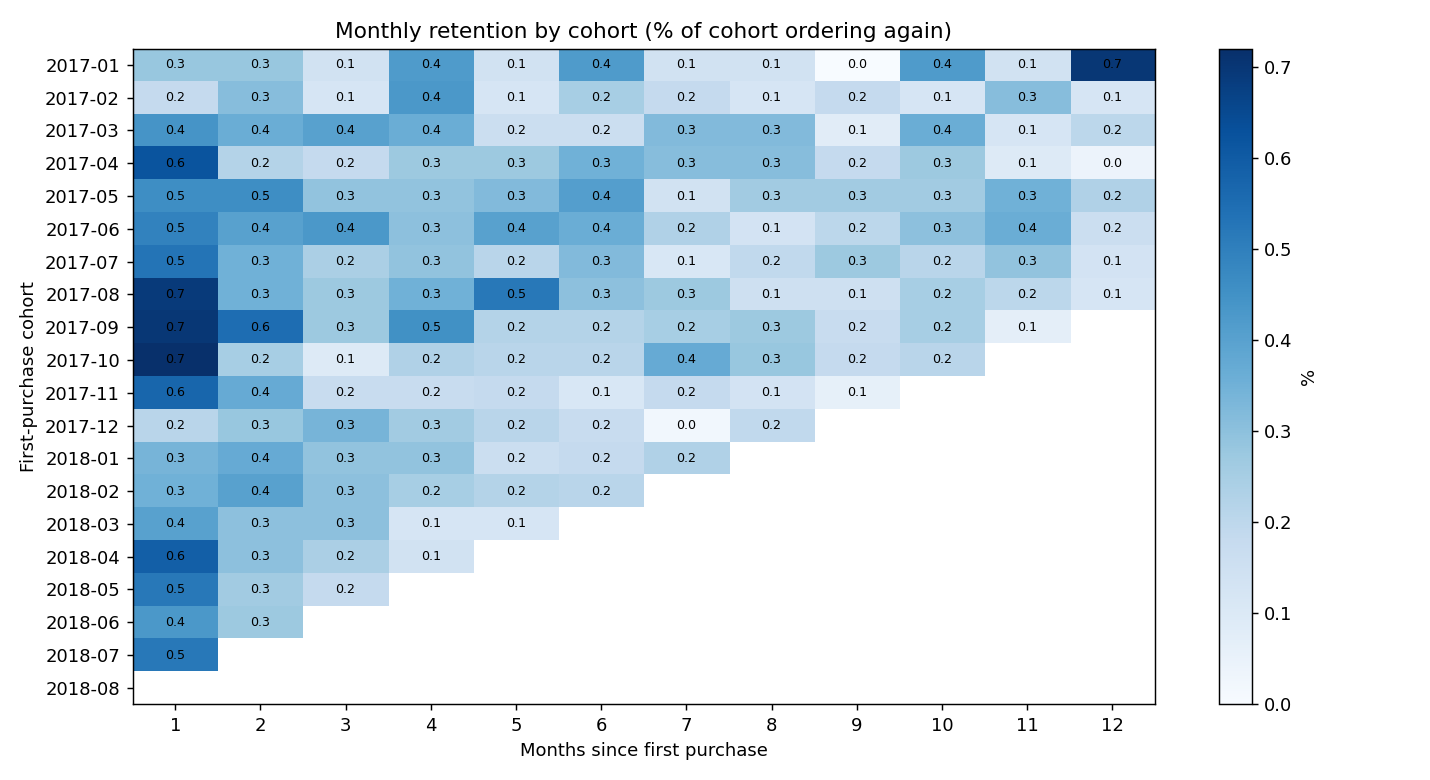 Monthly retention by cohort (% of cohort ordering again)
2017-01 0.3 0.3 0.1 0.4 0.1 0.4 0.1 0.1 0.0 0.4 0.1 0.7
2017-02 0.2 0.3 0.1 0.4 0.1 0.2 0.2 0.1 0.2 0.1 0.3 0.1
2017-03 0.4 0.4 0.4 0.4 0.2 0.2 0.3 0.3 0.1 0.4 0.1 0.2
2017-04 0.6 0.2 0.2 0.3 0.3 0.3 0.3 0.3 0.2 0.3 0.1 0.0
2017-05 0.5 0.5 0.3 0.3 0.3 0.4 0.1 0.3 0.3 0.3 0.3 0.2
2017-06 0.5 0.4 0.4 0.3 0.4 0.4 0.2 0.1 0.2 0.3 0.4 0.2
2017-07 0.5 0.3 0.2 0.3 0.2 0.3 0.1 0.2 0.3 0.2 0.3 0.1
2017-08 0.7 0.3 0.3 0.3 0.5 0.3 0.3 0.1 0.1 0.2 0.2 0.1
2017-09 0.7 0.6 0.3 0.5 0.2 0.2 0.2 0.3 0.2 0.2 0.1
2017-10 0.7 0.2 0.1 0.2 0.2 0.2 0.4 0.3 0.2 0.2
2017-11 0.6 0.4 0.2 0.2 0.2 0.1 0.2 0.1 0.1
2017-12 0.2 0.3 0.3 0.3 0.2 0.2 0.0 0.2
2018-01 0.3 0.4 0.3 0.3 0.2 0.2 0.2
2018-02 0.3 0.4 0.3 0.2 0.2 0.2
2018-03 0.4 0.3 0.3 0.1 0.1
2018-04 0.6 0.3 0.2 0.1
2018-05 0.5 0.3 0.2
2018-06 0.4 0.3
2018-07 0.5
2018-08
First-purchase cohort
1 2 3 4 5 6 7 8 9 10 11 12
Months since first purchase
0.7
0.6
0.5
0.4
0.3
0.2
0.1
0.0
%